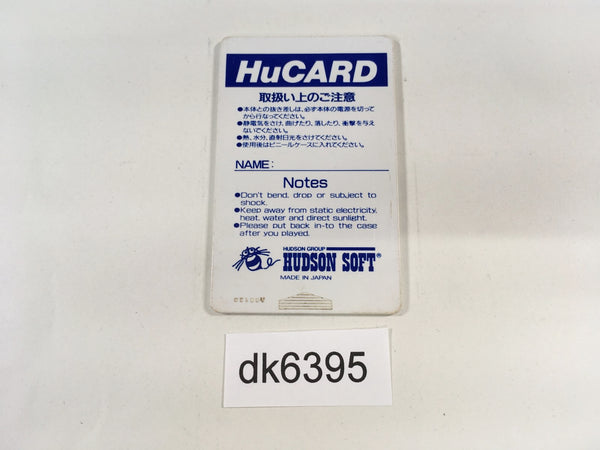 HuCARD
取扱い上のご注意
●本体との抜き差しは、必ず本体の電源を切って
から行なってください。
●静電気をさけ、曲げたり、落したり、衝撃を与え
ないでください。
●熱、水分、直射日光をさけてください。
●使用後はビニールケースに入れてください。
NAME:
Notes
●Don't bend, drop or subject to
shock.
●Keep away from static electricity,
heat, water and direct sunlight.
●Please put back in-to the case
after you played.
HUDSON GROUP
HUDSON SOFT®
MADE IN JAPAN
dk6395